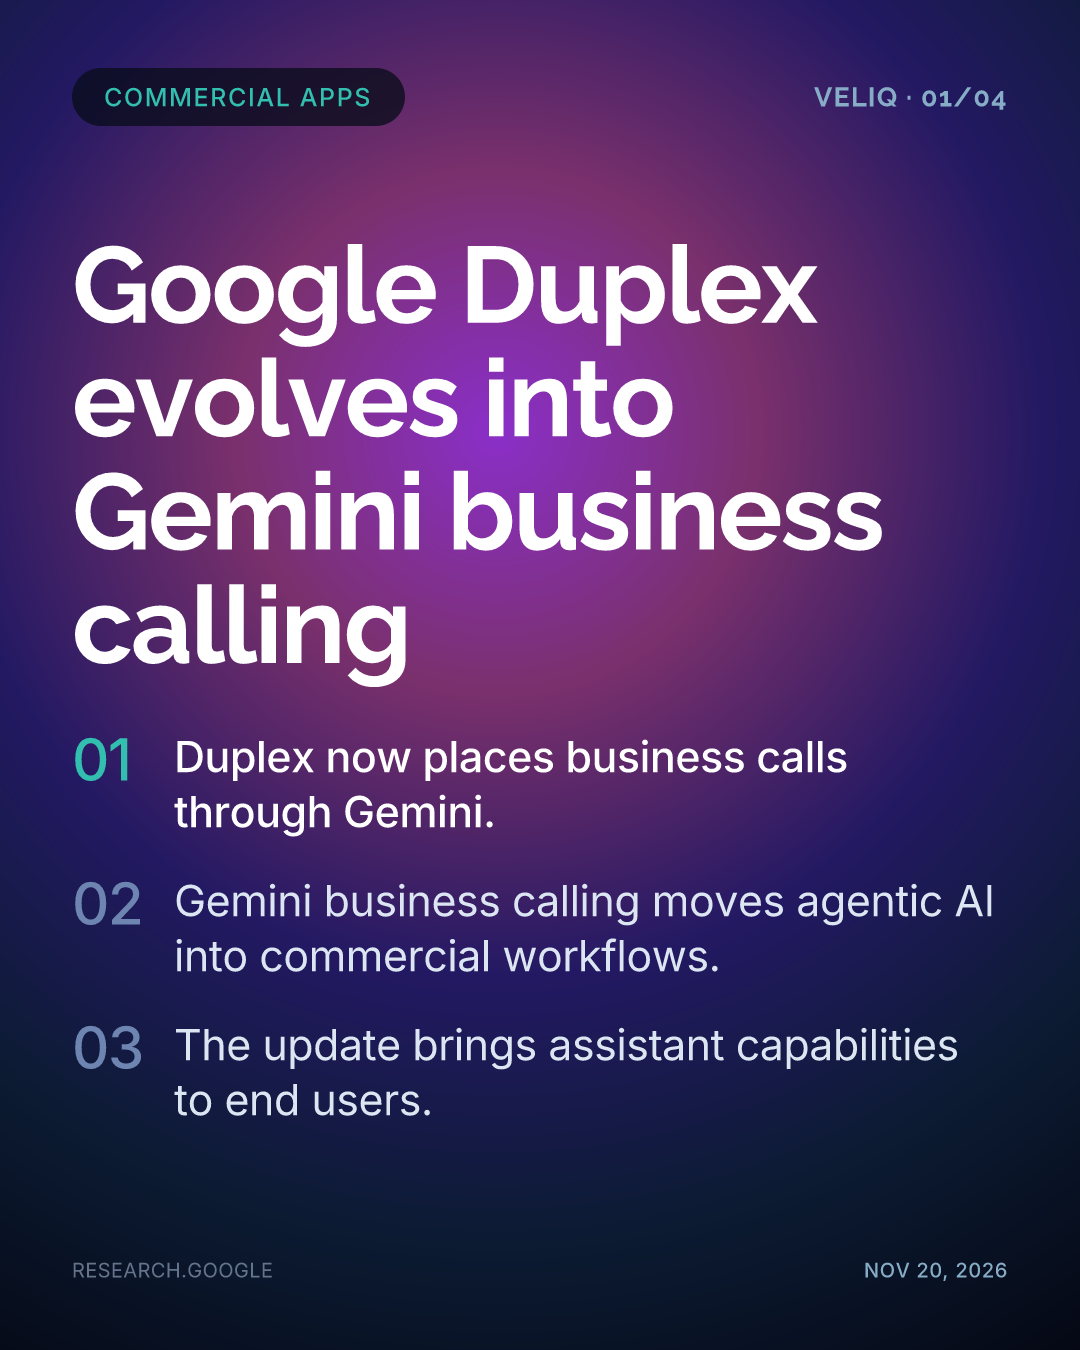 COMMERCIAL APPS
VELIQ · 01/04
Google Duplex
evolves into
Gemini business
calling
01 Duplex now places business calls
through Gemini.
02 Gemini business calling moves agentic AI
into commercial workflows.
03 The update brings assistant capabilities
to end users.
RESEARCH.GOOGLE
NOV 20, 2026